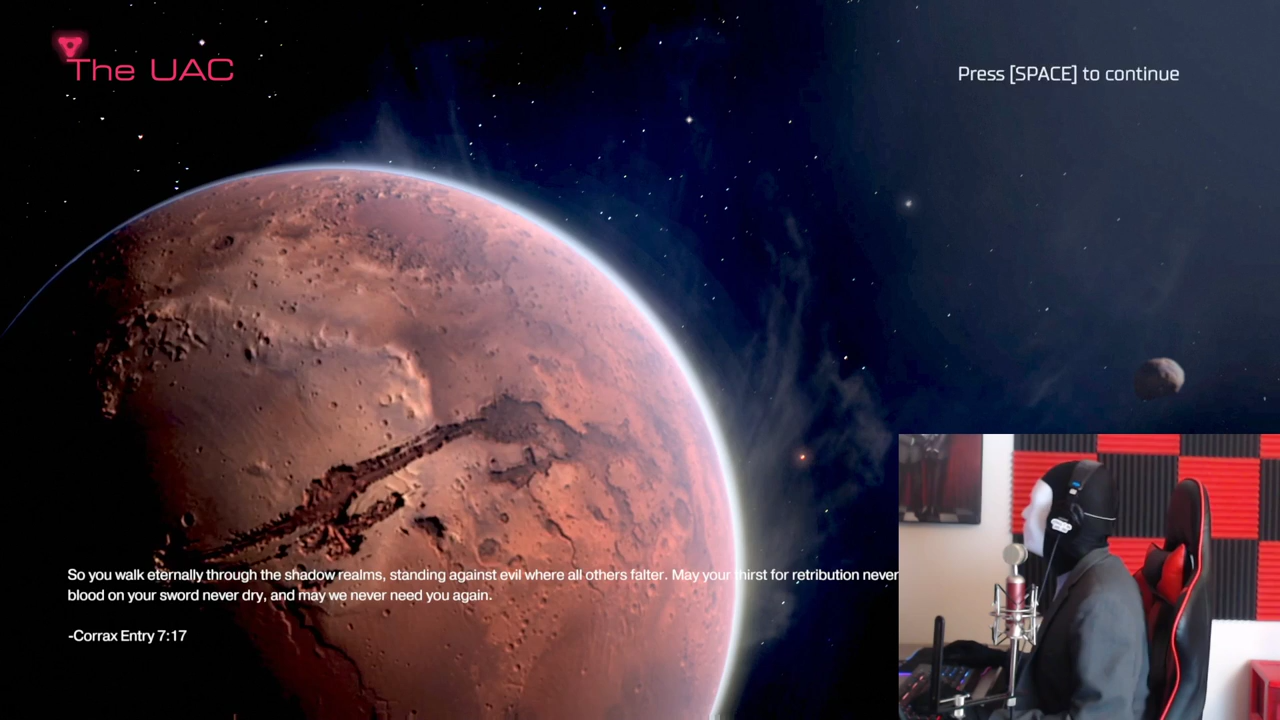 The UAC
Press [SPACE] to continue
So you walk eternally through the shadow realms, standing against evil where all others falter. May your thirst for retribution never
blood on your sword never dry, and may we never need you again.
-Corrax Entry 7:17